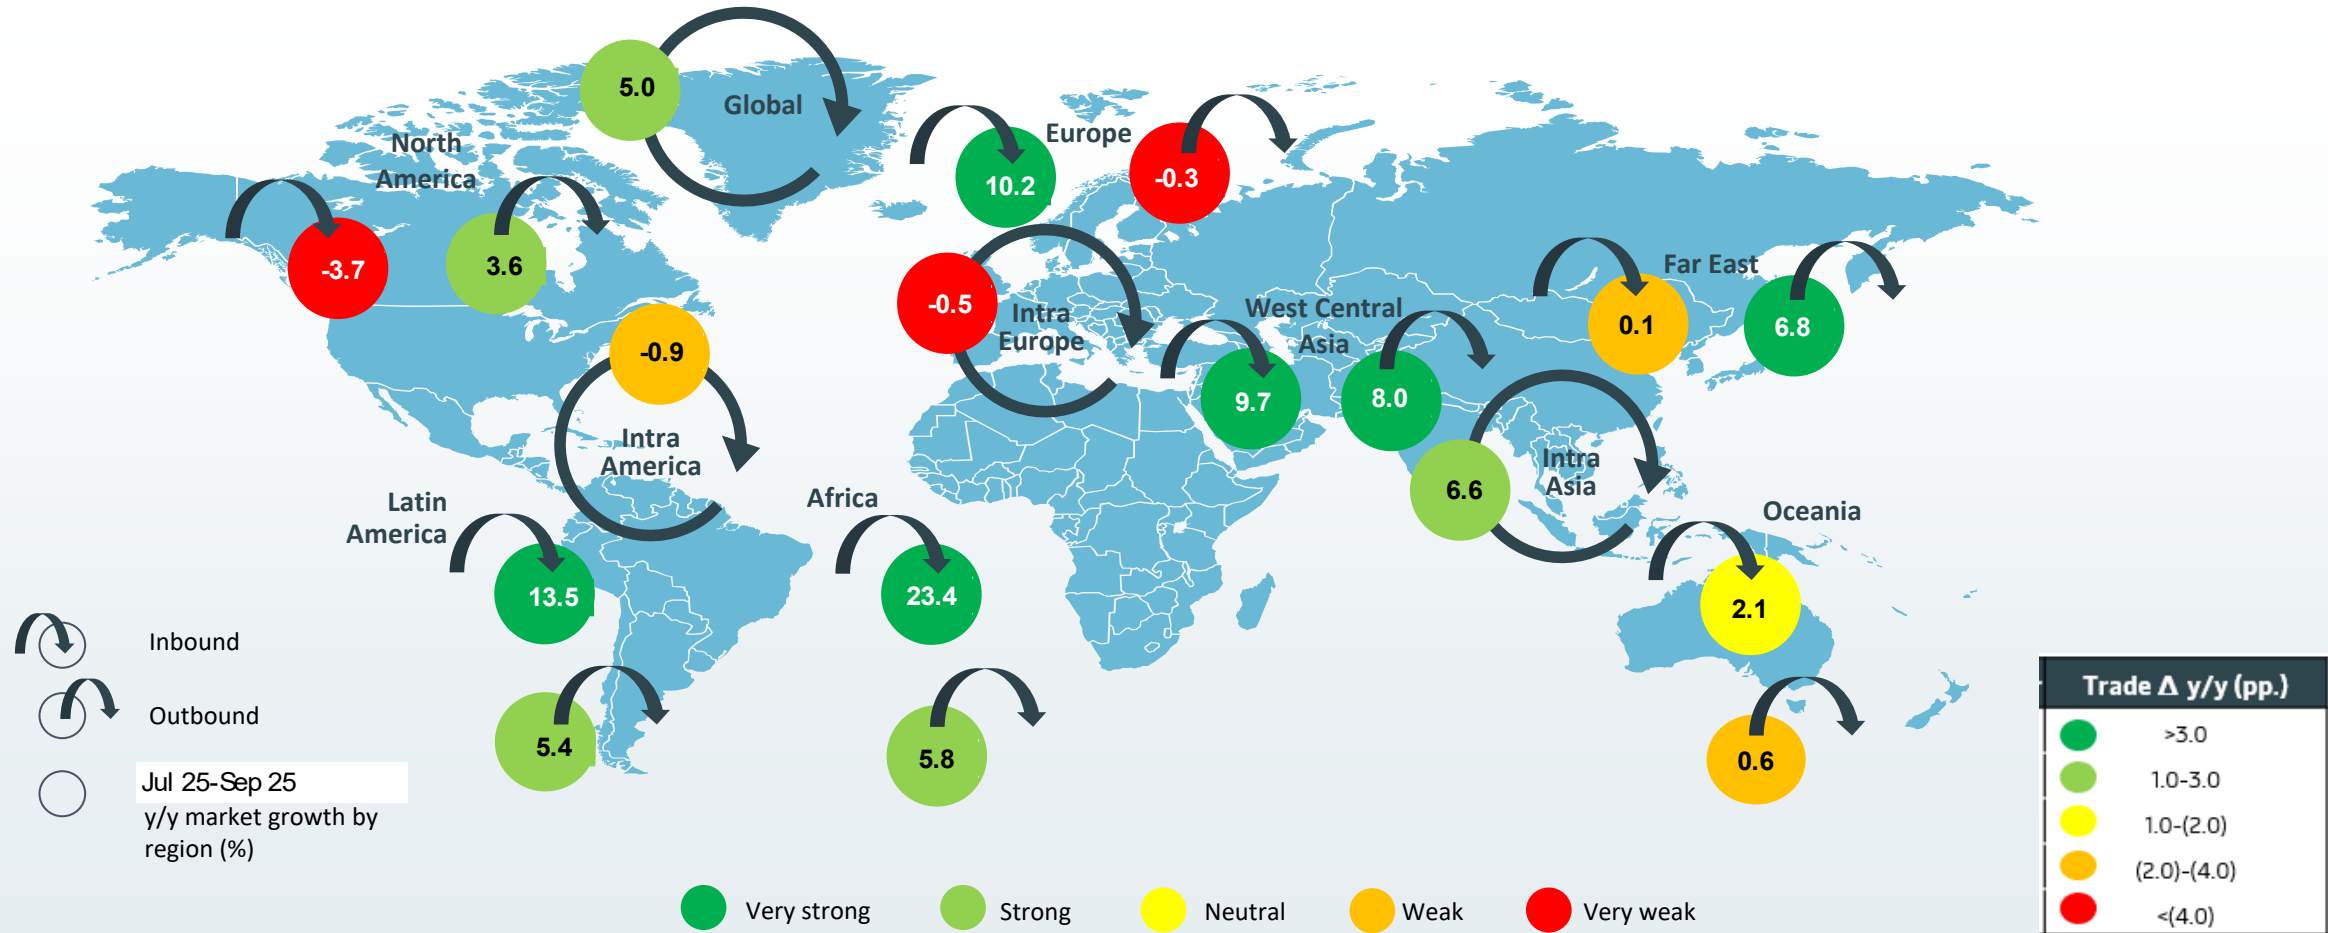 5.0
Global
North
America
-3.7
3.6
Europe
10.2
-0.3
-0.5
Intra
Europe
West Central
Asia
9.7
8.0
Far East
0.1
6.8
-0.9
Intra
America
6.6
Intra
Asia
Latin
America
13.5
5.4
Africa
23.4
5.8
Oceania
2.1
0.6
Inbound
Outbound
Jul 25-Sep 25
y/y market growth by
region (%)
Very strong
Strong
Neutral
Weak
Very weak
Trade Δ y/y (pp.)
>3.0
1.0-3.0
1.0-(2.0)
(2.0)-(4.0)
<(4.0)